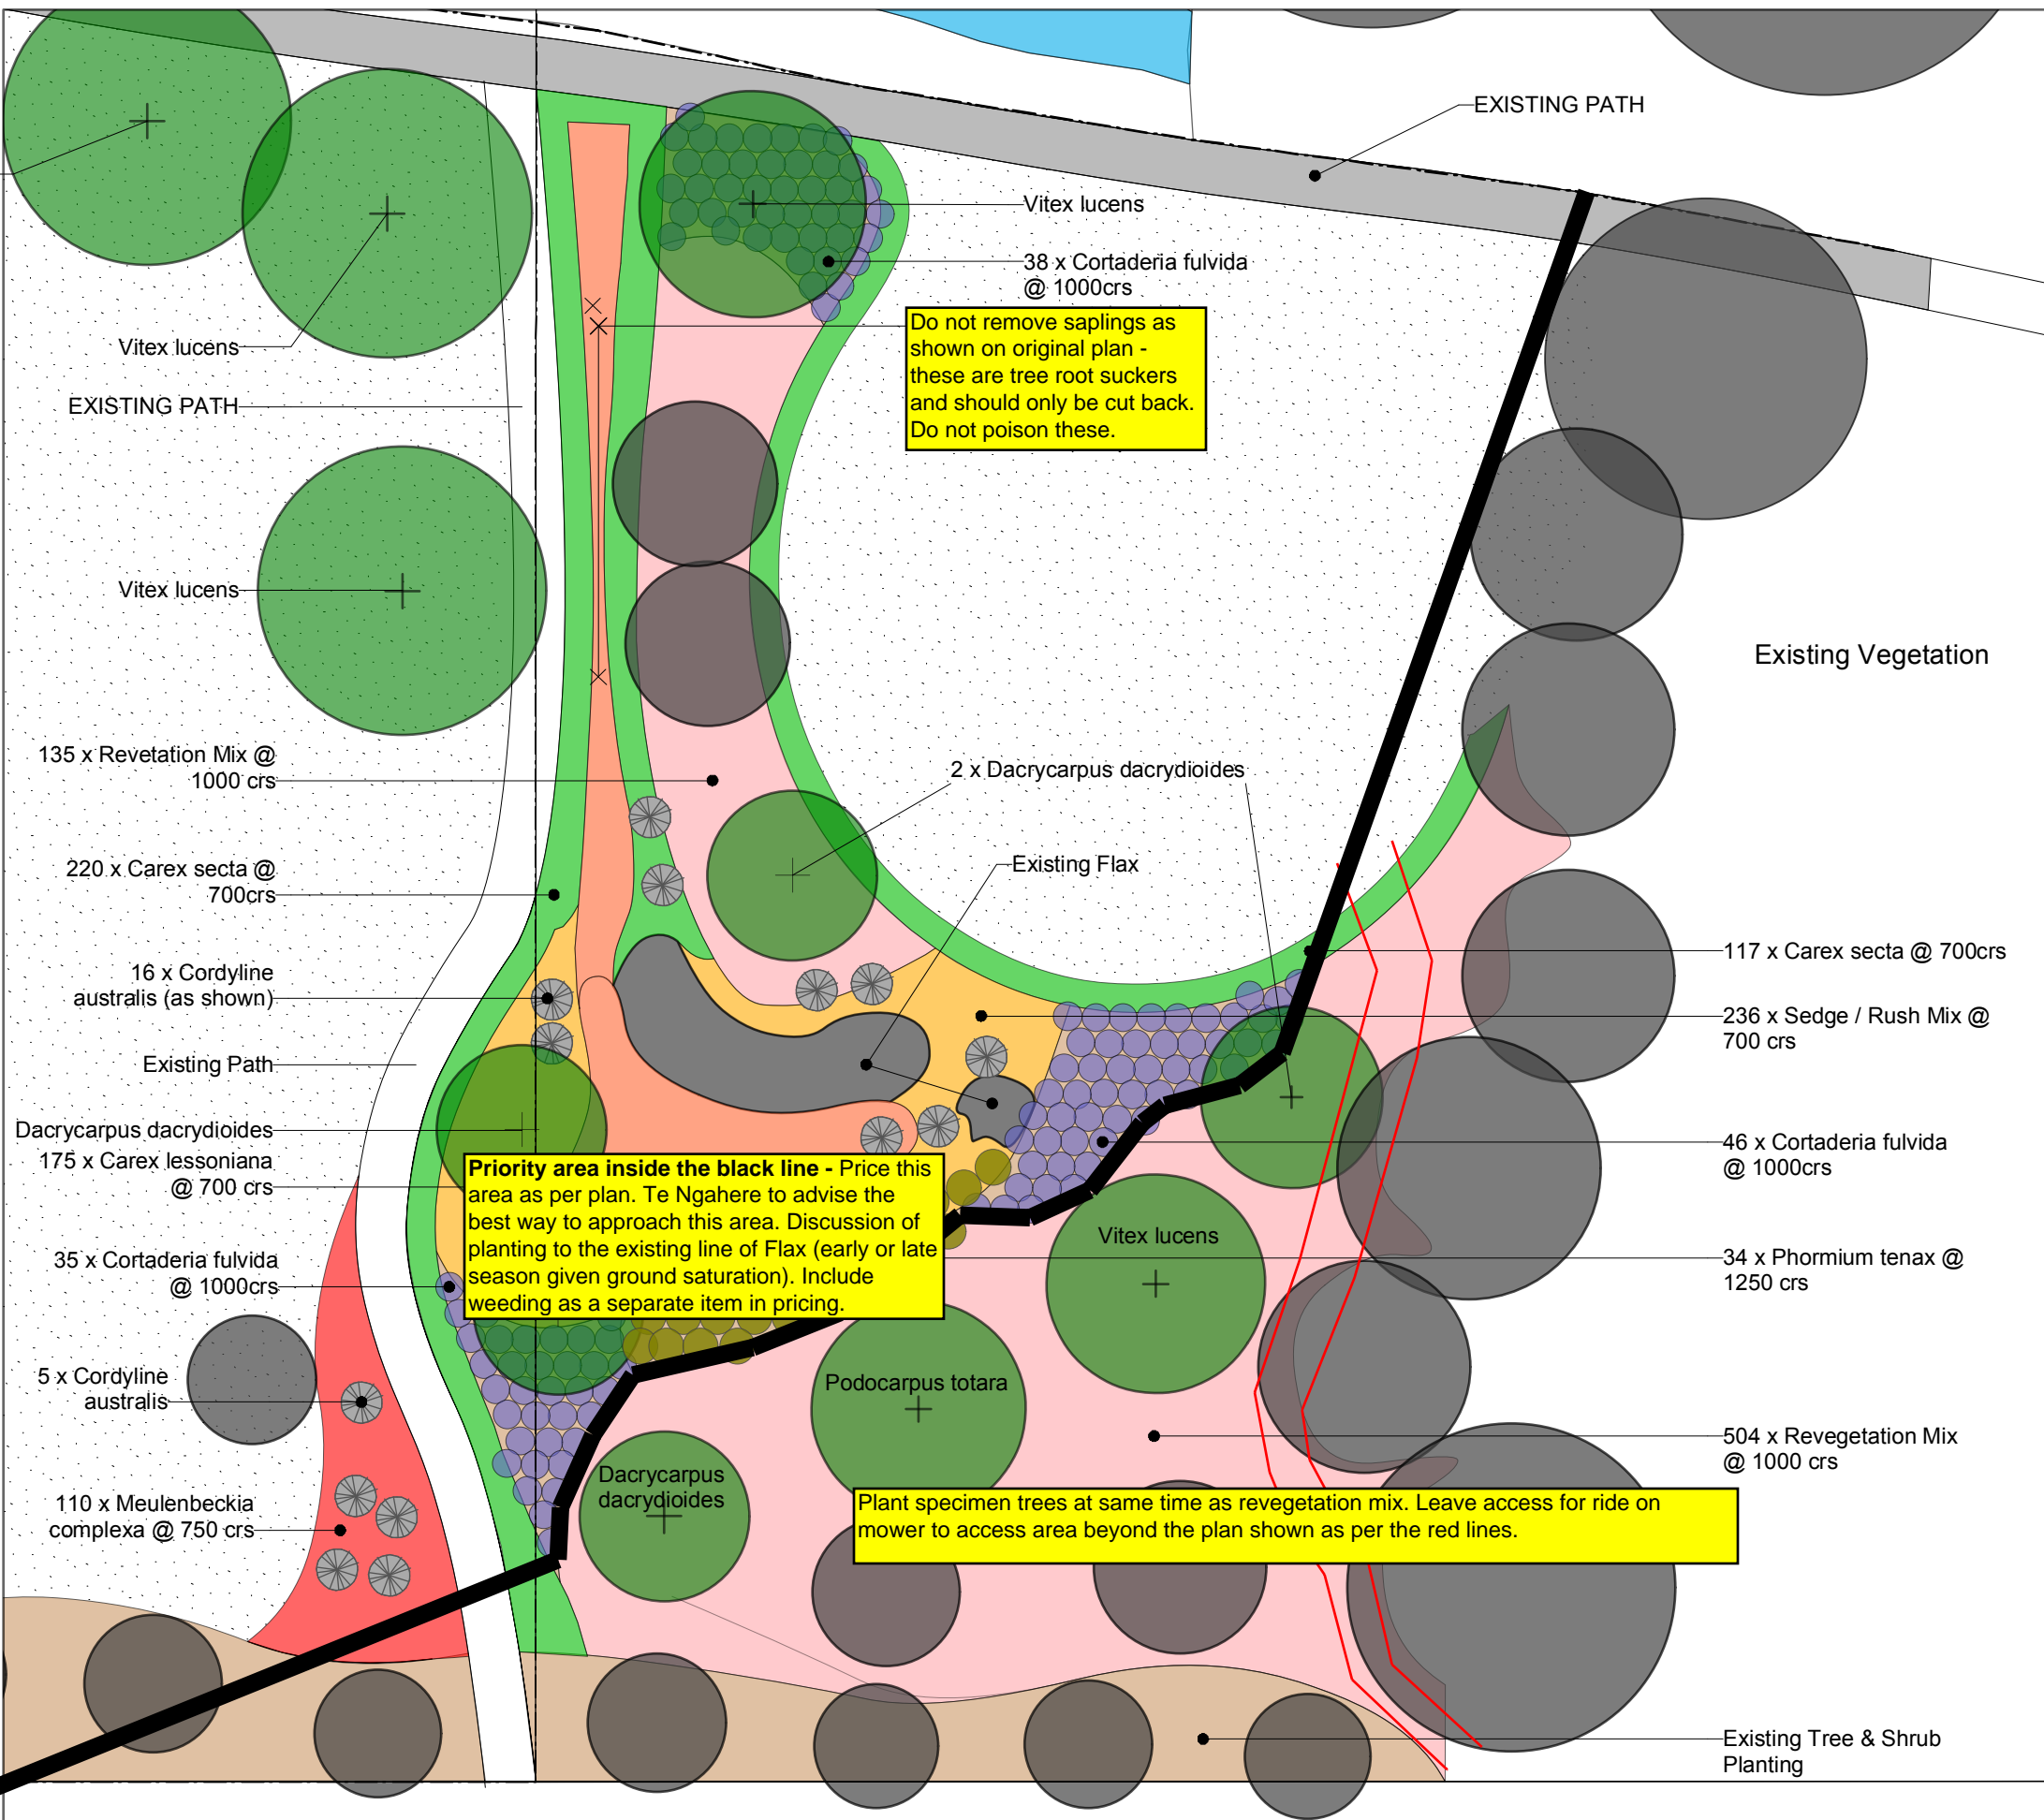 EXISTING PATH
Vitex lucens
38 x Cortaderia fulvida
@ 1000crs
Do not remove saplings as
shown on original plan -
these are tree root suckers
and should only be cut back.
Do not poison these.
Vitex lucens
EXISTING PATH
Vitex lucens
Existing Vegetation
135 x Revetation Mix @
1000 crs
2 x Dacrycarpus dacrydioides
220 x Carex secta @
700crs
Existing Flax
16 x Cordyline
australis (as shown)
117 x Carex secta @ 700crs
236 x Sedge / Rush Mix @
700 crs
Existing Path
Dacrycarpus dacrydioides
175 x Carex lessoniana
@ 700 crs
46 x Cortaderia fulvida
@ 1000crs
Priority area inside the black line - Price this
area as per plan. Te Ngahere to advise the
best way to approach this area. Discussion of
planting to the existing line of Flax (early or late
season given ground saturation). Include
weeding as a separate item in pricing.
Vitex lucens
35 x Cortaderia fulvida
@ 1000crs
34 x Phormium tenax @
1250 crs
5 x Cordyline
australis
Podocarpus totara
504 x Revegetation Mix
@ 1000 crs
Dacrycarpus
dacrydioides
110 x Meulenbeckia
complexa @ 750 crs
Plant specimen trees at same time as revegetation mix. Leave access for ride on
mower to access area beyond the plan shown as per the red lines.
Existing Tree & Shrub
Planting